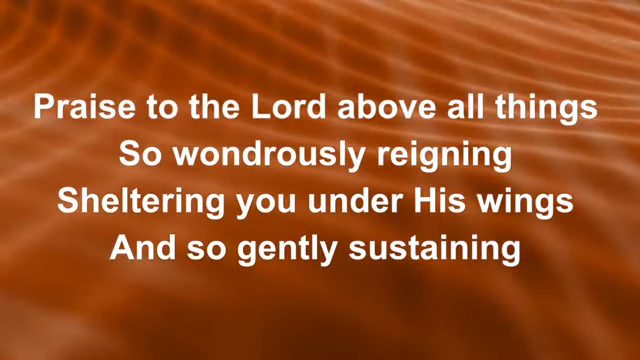 Praise to the Lord above all things
So wondrously reigning
Sheltering you under His wings
And so gently sustaining